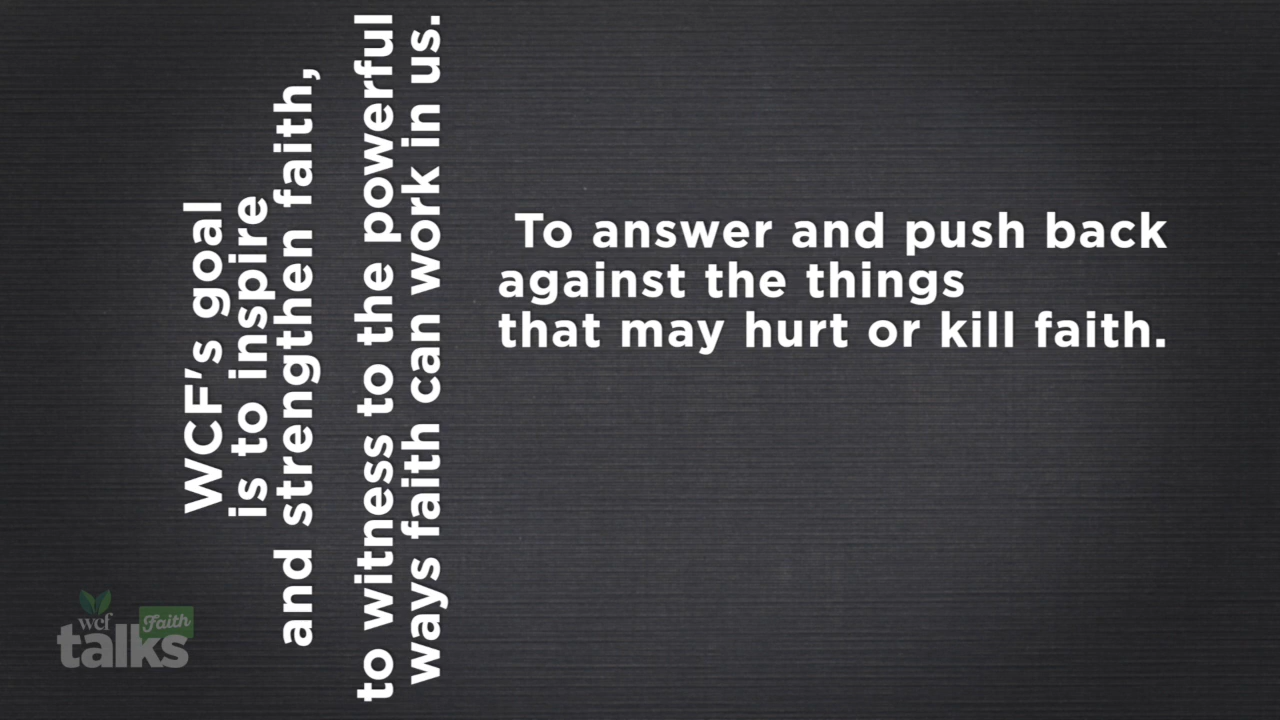 WCF's goal
is to inspire
and strengthen faith,
to witness to the powerful
ways faith can work in us.
To answer and push back
against the things
that may hurt or kill faith.
wcf Faith
talks